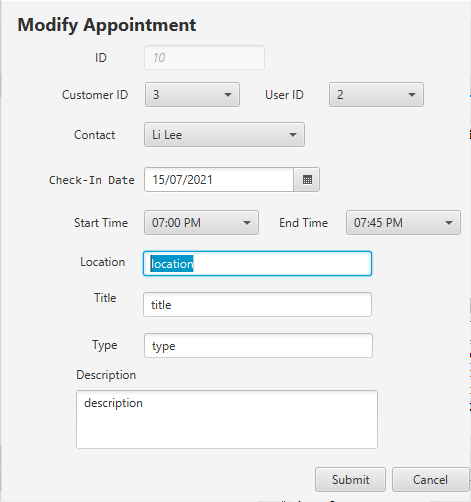 Modify Appointment
ID 10
Customer ID 3 User ID 2
Contact Li Lee
Check-In Date 15/07/2021
Start Time 07:00 PM End Time 07:45 PM
Location location
Title title
Type type
Description
description
Submit Cancel